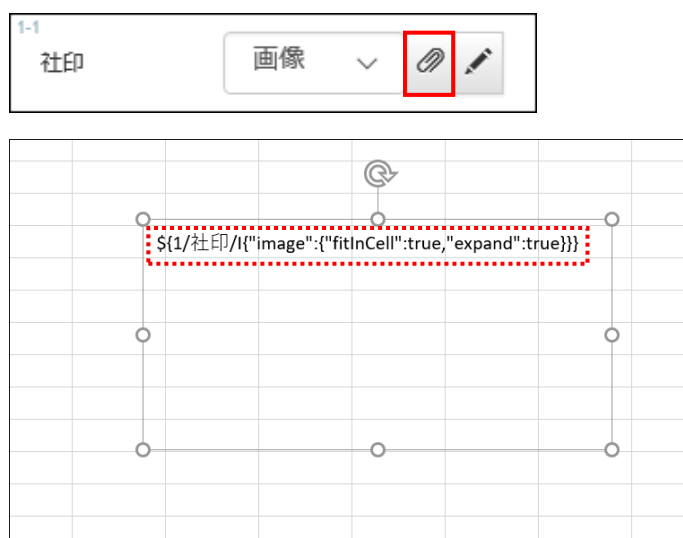 1-1
社印
画像
${1/社印/I{"image":{"fitInCell":true,"expand":true}}}